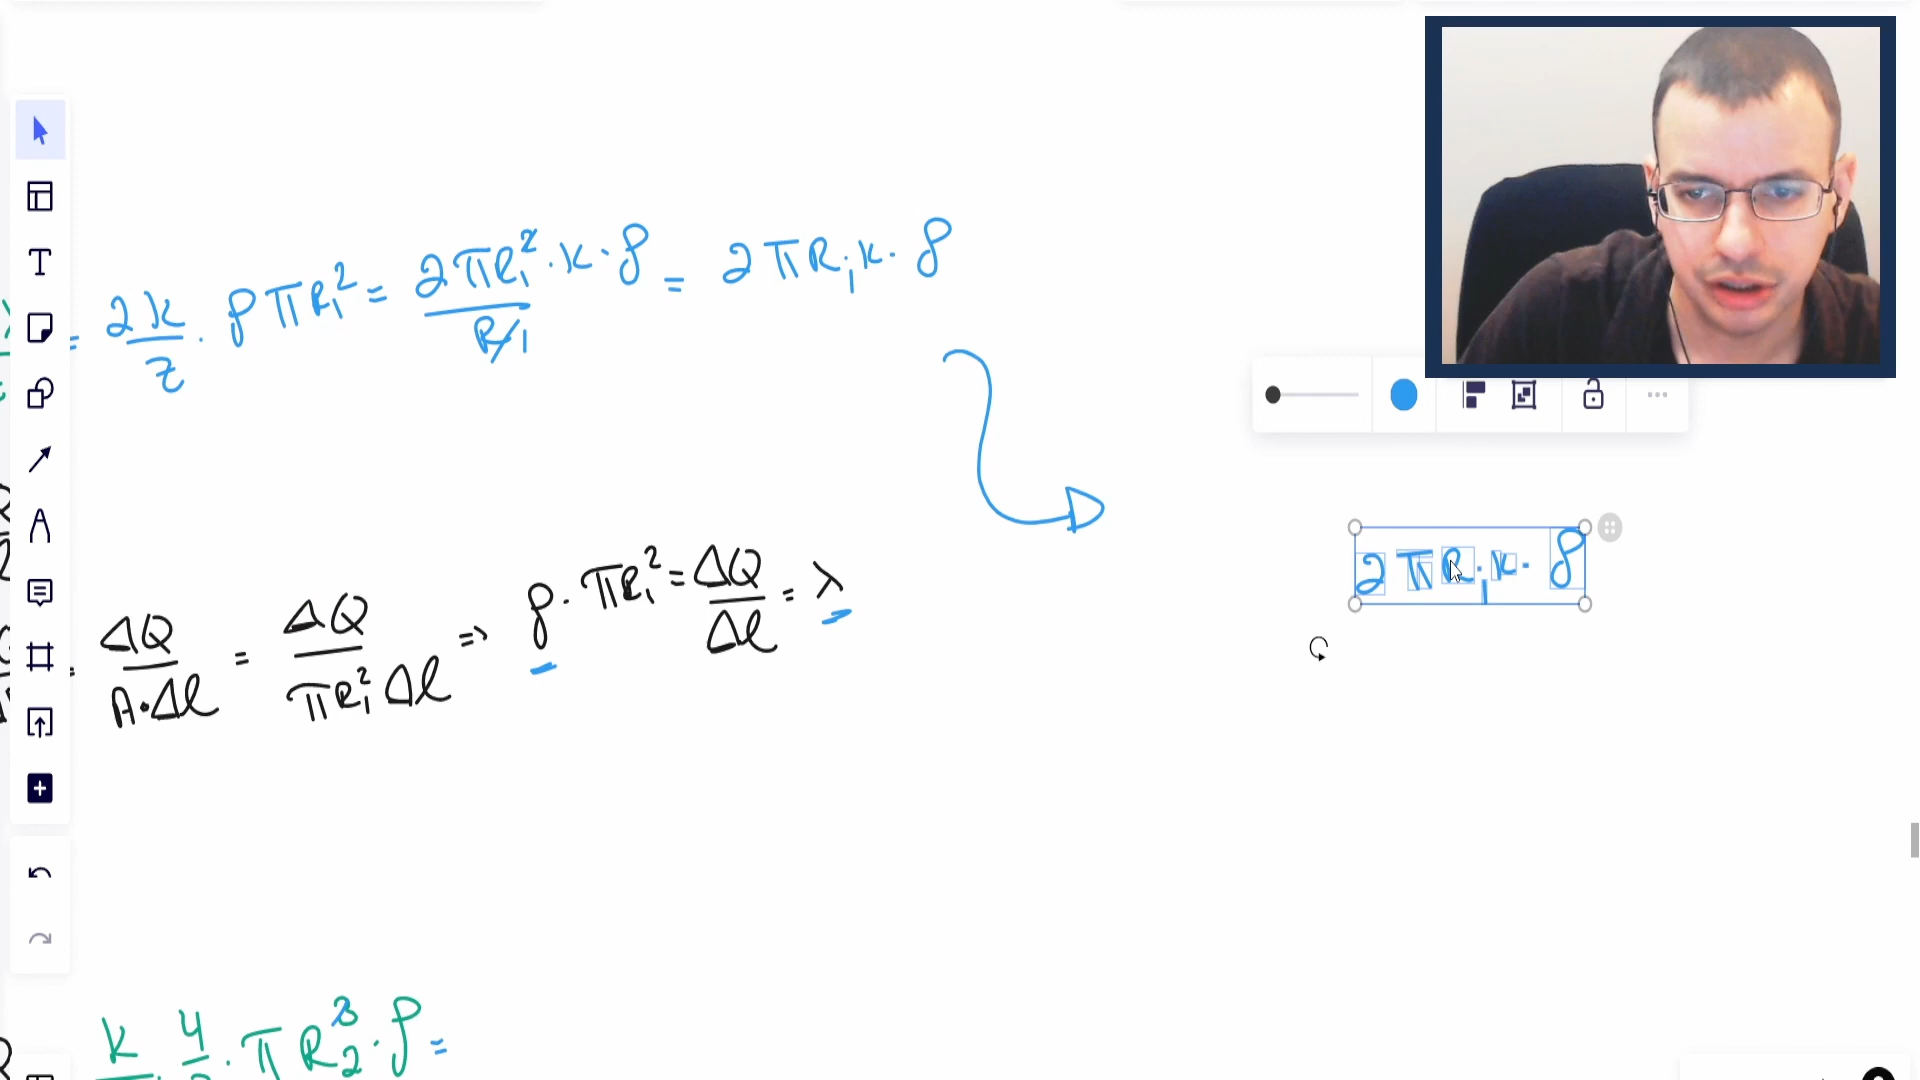 = 2k/z · ρπR₁² = 2πR₁²·k·ρ/R₁ = 2πR₁k·ρ
2πR₁k·ρ
= ΔQ/A·Δl = ΔQ/πR₁²Δl => ρ·πR₁² = ΔQ/Δl = λ
k 4 · πR₂³·ρ =
T